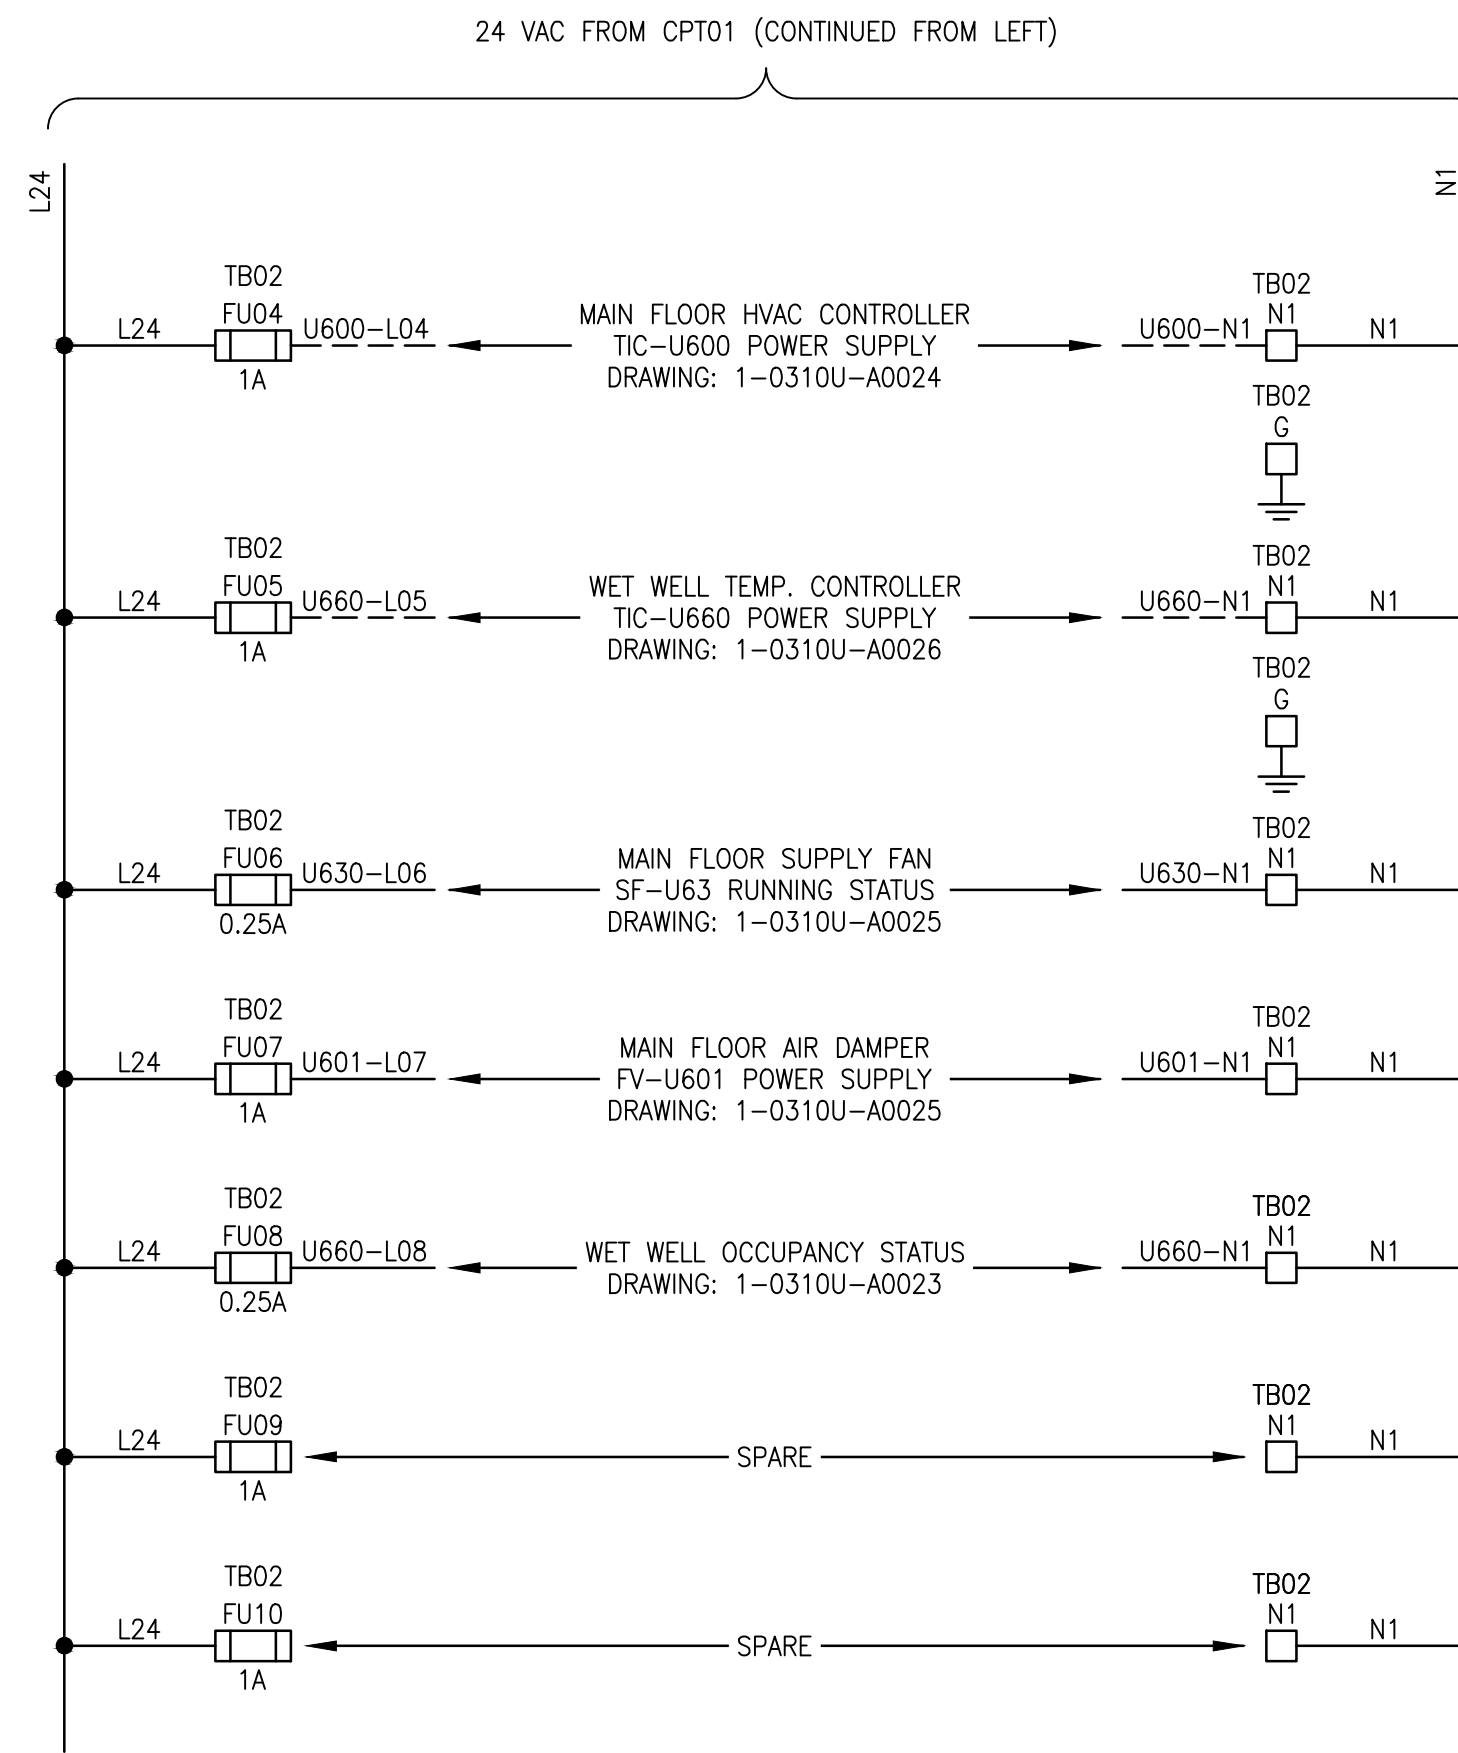 24 VAC FROM CPT01 (CONTINUED FROM LEFT)
L24
N1
TB02
FU04
L24
U600-L04
1A
MAIN FLOOR HVAC CONTROLLER
TIC-U600 POWER SUPPLY
DRAWING: 1-0310U-A0024
TB02
N1
U600-N1
N1
TB02
G
TB02
FU05
L24
U660-L05
1A
WET WELL TEMP. CONTROLLER
TIC-U660 POWER SUPPLY
DRAWING: 1-0310U-A0026
TB02
N1
U660-N1
N1
TB02
G
TB02
FU06
L24
U630-L06
0.25A
MAIN FLOOR SUPPLY FAN
SF-U63 RUNNING STATUS
DRAWING: 1-0310U-A0025
TB02
N1
U630-N1
N1
TB02
FU07
L24
U601-L07
1A
MAIN FLOOR AIR DAMPER
FV-U601 POWER SUPPLY
DRAWING: 1-0310U-A0025
TB02
N1
U601-N1
N1
TB02
FU08
L24
U660-L08
0.25A
WET WELL OCCUPANCY STATUS
DRAWING: 1-0310U-A0023
TB02
N1
U660-N1
N1
TB02
FU09
L24
1A
SPARE
TB02
N1
N1
TB02
FU10
L24
1A
SPARE
TB02
N1
N1